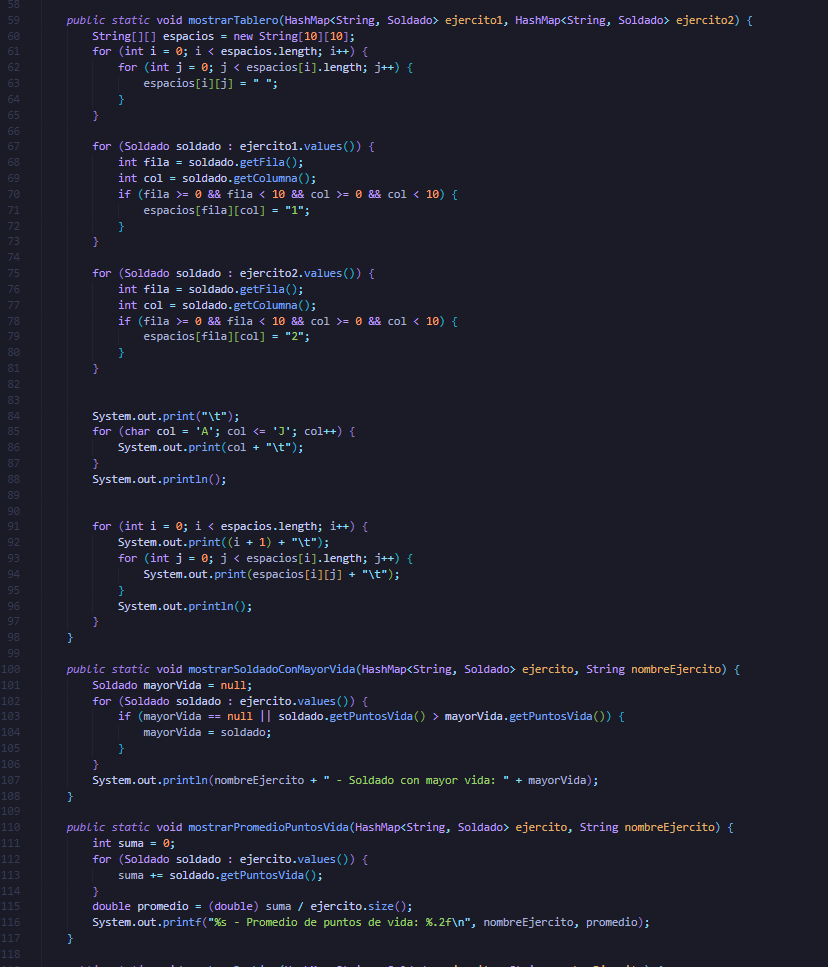 58
59 public static void mostrarTablero(HashMap<String, Soldado> ejercito1, HashMap<String, Soldado> ejercito2) {
60 String[][] espacios = new String[10][10];
61 for (int i = 0; i < espacios.length; i++) {
62 for (int j = 0; j < espacios[i].length; j++) {
63 espacios[i][j] = " ";
64 }
65 }
66
67 for (Soldado soldado : ejercito1.values()) {
68 int fila = soldado.getFila();
69 int col = soldado.getColumna();
70 if (fila >= 0 && fila < 10 && col >= 0 && col < 10) {
71 espacios[fila][col] = "1";
72 }
73 }
74
75 for (Soldado soldado : ejercito2.values()) {
76 int fila = soldado.getFila();
77 int col = soldado.getColumna();
78 if (fila >= 0 && fila < 10 && col >= 0 && col < 10) {
79 espacios[fila][col] = "2";
80 }
81 }
82
83
84 System.out.print("\t");
85 for (char col = 'A'; col <= 'J'; col++) {
86 System.out.print(col + "\t");
87 }
88 System.out.println();
89
90
91 for (int i = 0; i < espacios.length; i++) {
92 System.out.print((i + 1) + "\t");
93 for (int j = 0; j < espacios[i].length; j++) {
94 System.out.print(espacios[i][j] + "\t");
95 }
96 System.out.println();
97 }
98 }
99
100 public static void mostrarSoldadoConMayorVida(HashMap<String, Soldado> ejercito, String nombreEjercito) {
101 Soldado mayorVida = null;
102 for (Soldado soldado : ejercito.values()) {
103 if (mayorVida == null || soldado.getPuntosVida() > mayorVida.getPuntosVida()) {
104 mayorVida = soldado;
105 }
106 }
107 System.out.println(nombreEjercito + " - Soldado con mayor vida: " + mayorVida);
108 }
109
110 public static void mostrarPromedioPuntosVida(HashMap<String, Soldado> ejercito, String nombreEjercito) {
111 int suma = 0;
112 for (Soldado soldado : ejercito.values()) {
113 suma += soldado.getPuntosVida();
114 }
115 double promedio = (double) suma / ejercito.size();
116 System.out.printf("%s - Promedio de puntos de vida: %.2f\n", nombreEjercito, promedio);
117 }
118